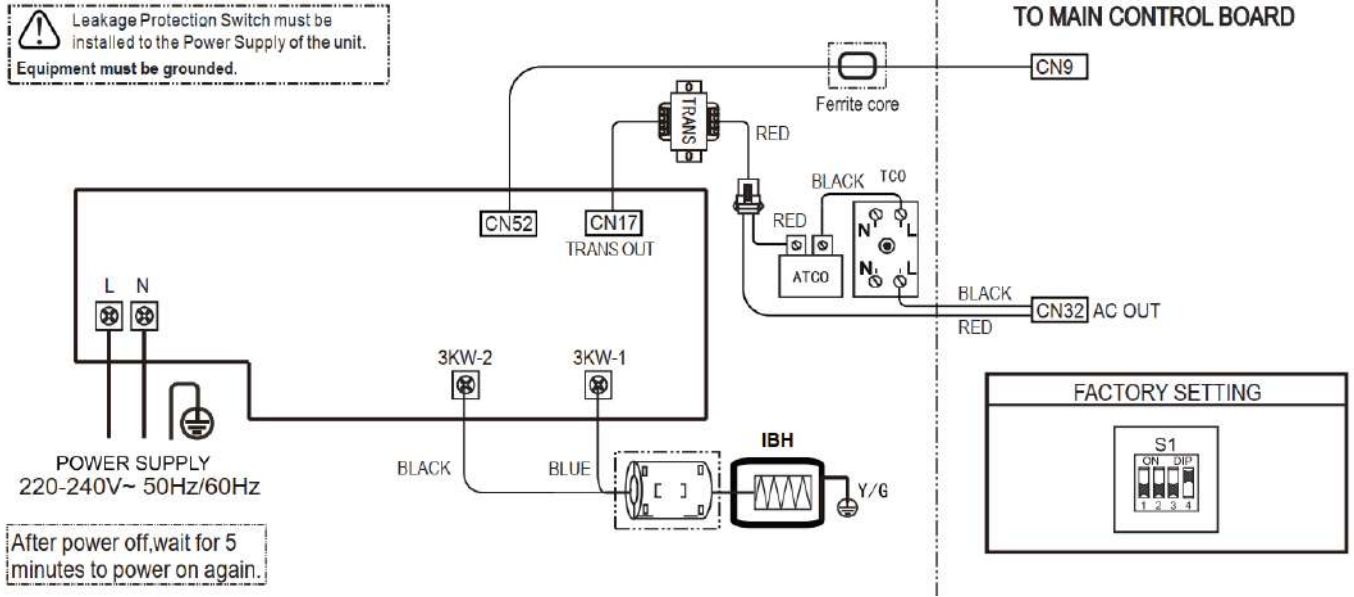 Leakage Protection Switch must be
installed to the Power Supply of the unit.
Equipment must be grounded.
TO MAIN CONTROL BOARD
CN9
Ferrite core
TRANS
RED
BLACK TCO
RED
N L
N L
ATCO
CN52
CN17
TRANS OUT
BLACK
CN32 AC OUT
RED
L N
3KW-2
3KW-1
POWER SUPPLY
220-240V~ 50Hz/60Hz
BLACK
BLUE
IBH
Y/G
FACTORY SETTING
S1
ON DIP
1 2 3 4
After power off,wait for 5
minutes to power on again.